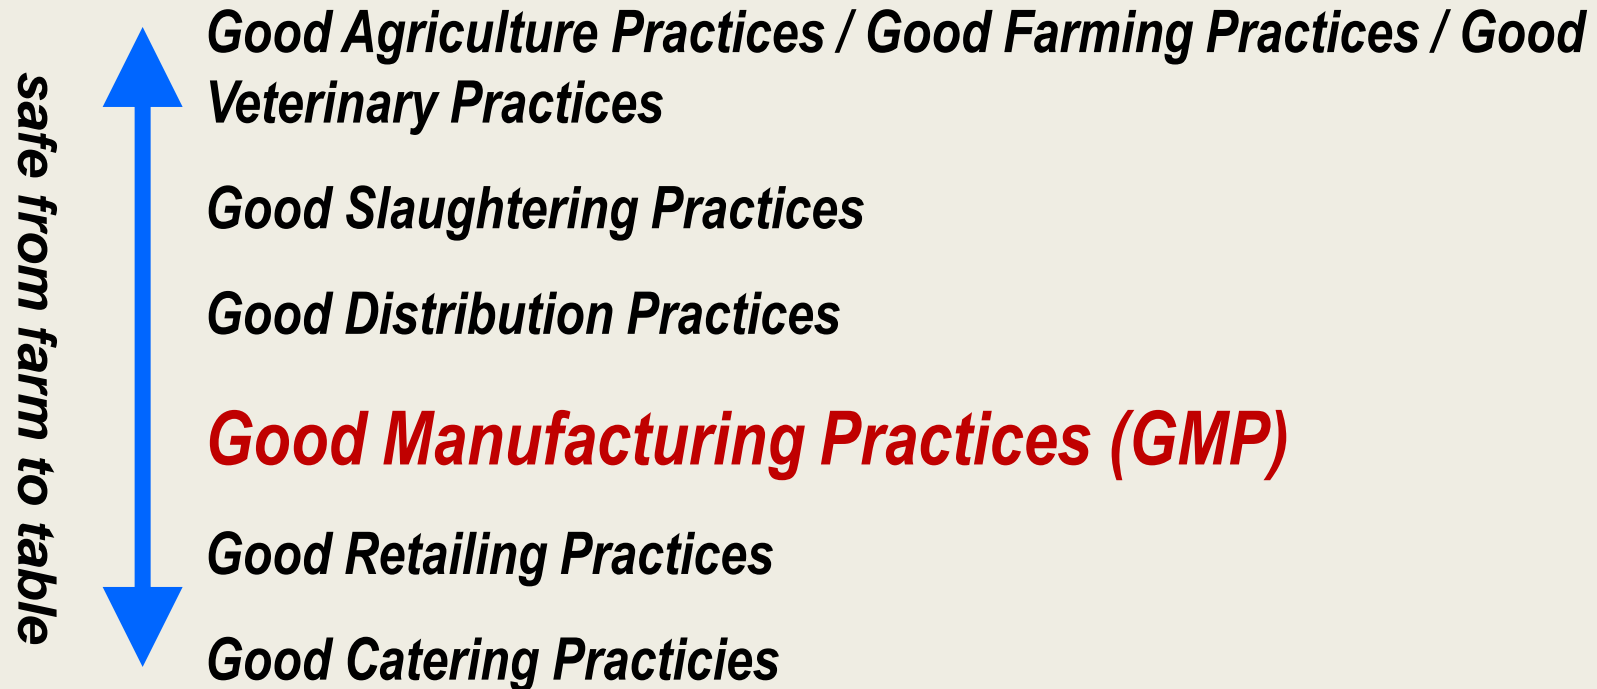 safe from farm to table
Good Agriculture Practices / Good Farming Practices / Good
Veterinary Practices
Good Slaughtering Practices
Good Distribution Practices
Good Manufacturing Practices (GMP)
Good Retailing Practices
Good Catering Practicies